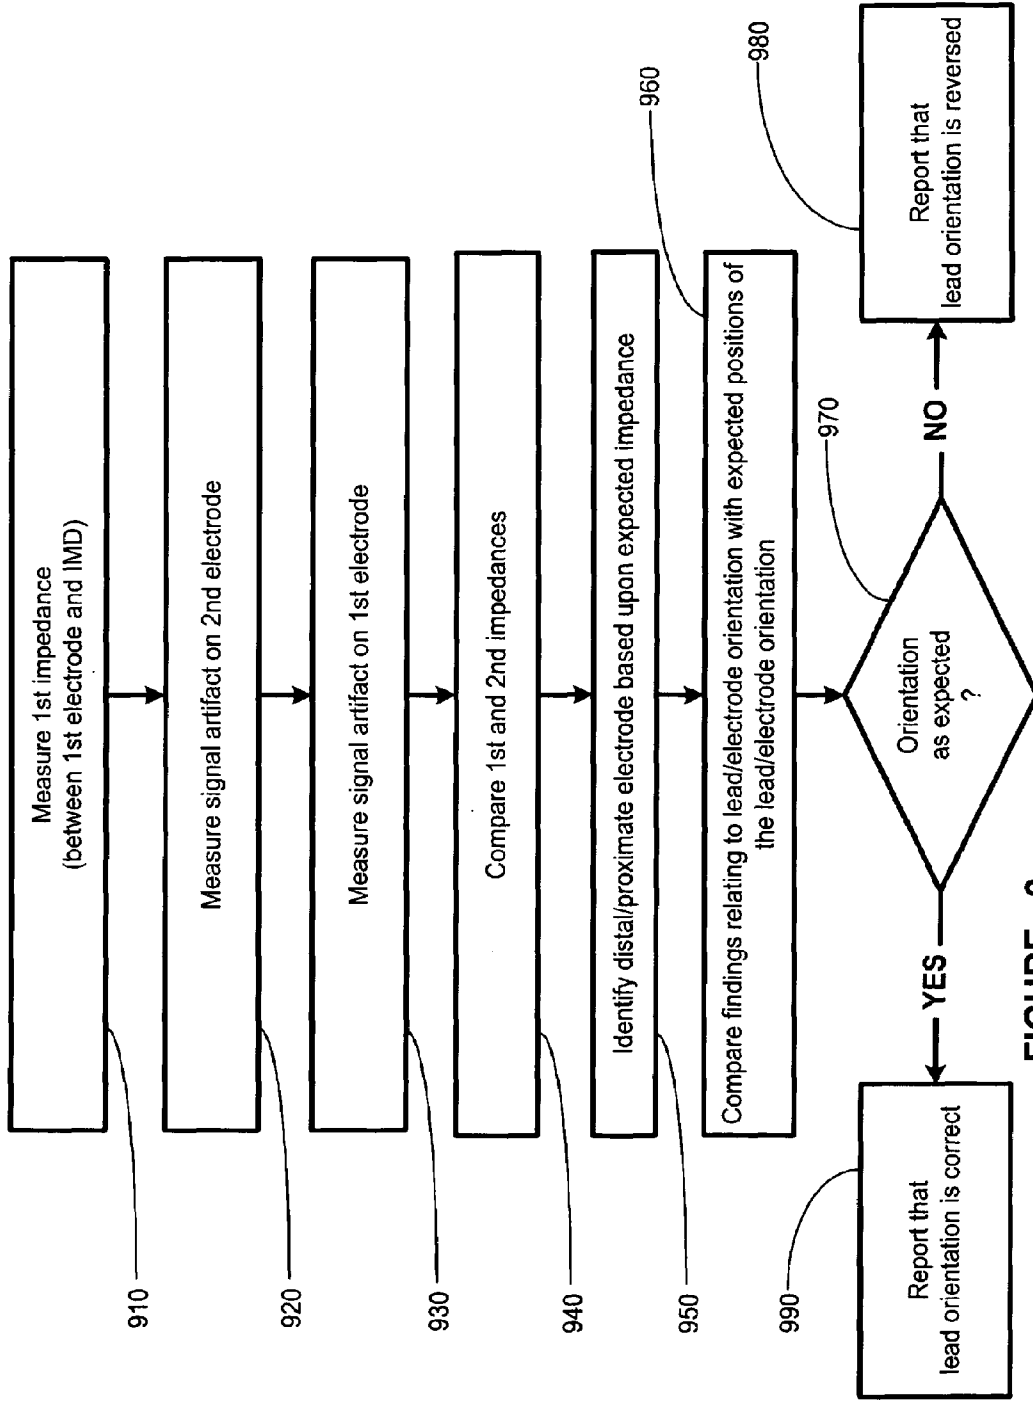 Measure 1st impedance
(between 1st electrode and IMD)
910
Measure signal artifact on 2nd electrode
920
Measure signal artifact on 1st electrode
930
Compare 1st and 2nd impedances
940
Identify distal/proximate electrode based upon expected impedance
950
Compare findings relating to lead/electrode orientation with expected positions of
the lead/electrode orientation
960
Orientation
as expected
?
970
YES
NO
Report that
lead orientation is correct
990
Report that
lead orientation is reversed
980
FIGURE